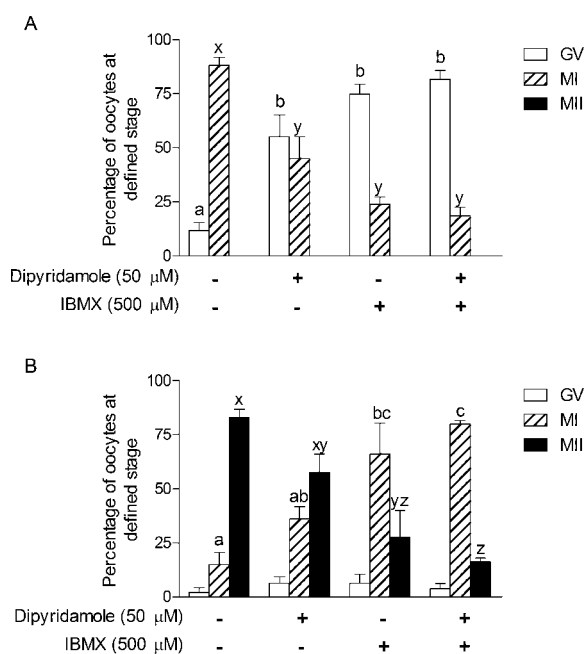 A
Percentage of oocytes at
defined stage
100
75
50
25
0
a x b y b y b y
GV
MI
MII
Dipyridamole (50 μM) - + - +
IBMX (500 μM) - - + +
B
Percentage of oocytes at
defined stage
100
75
50
25
0
a x ab xy bc yz c z
GV
MI
MII
Dipyridamole (50 μM) - + - +
IBMX (500 μM) - - + +